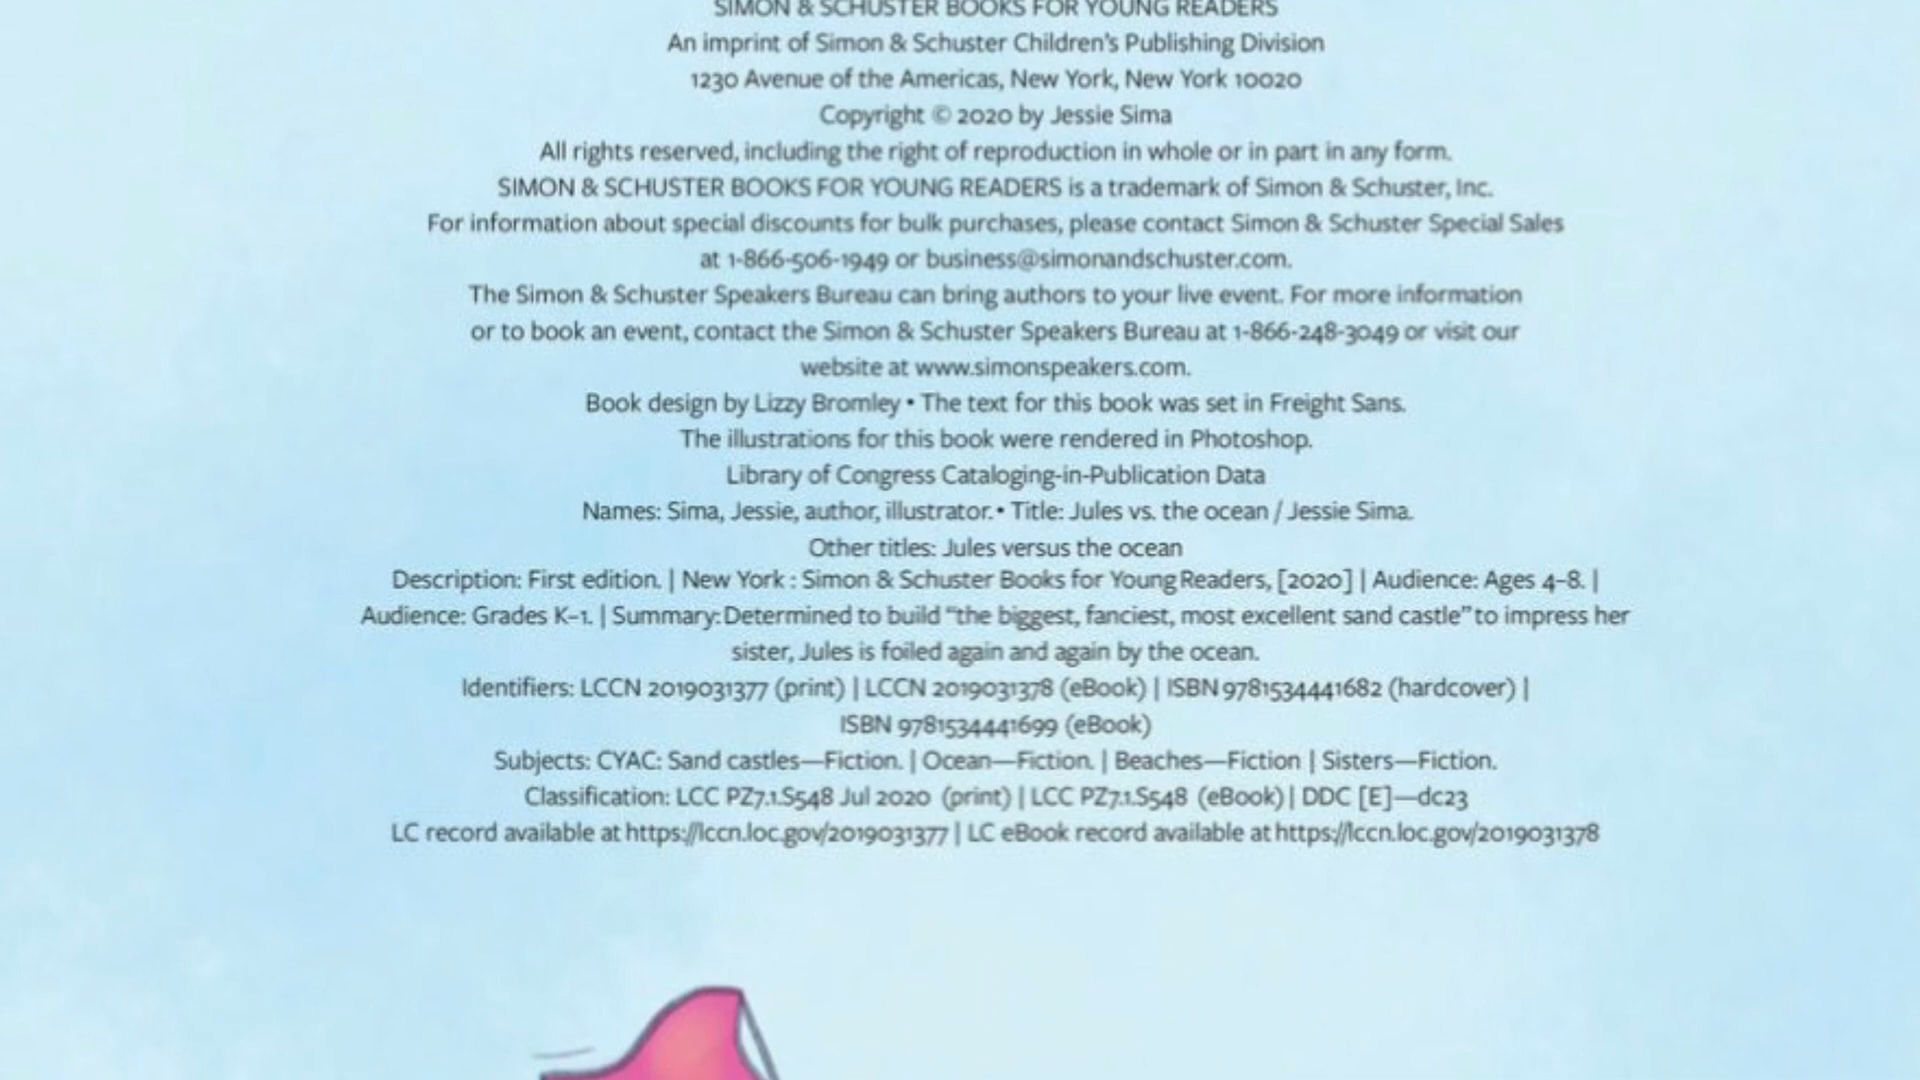 SIMON & SCHUSTER BOOKS FOR YOUNG READERS
An imprint of Simon & Schuster Children's Publishing Division
1230 Avenue of the Americas, New York, New York 10020
Copyright © 2020 by Jessie Sima
All rights reserved, including the right of reproduction in whole or in part in any form.
SIMON & SCHUSTER BOOKS FOR YOUNG READERS is a trademark of Simon & Schuster, Inc.
For information about special discounts for bulk purchases, please contact Simon & Schuster Special Sales
at 1-866-506-1949 or business@simonandschuster.com.
The Simon & Schuster Speakers Bureau can bring authors to your live event. For more information
or to book an event, contact the Simon & Schuster Speakers Bureau at 1-866-248-3049 or visit our
website at www.simonspeakers.com.
Book design by Lizzy Bromley • The text for this book was set in Freight Sans.
The illustrations for this book were rendered in Photoshop.
Library of Congress Cataloging-in-Publication Data
Names: Sima, Jessie, author, illustrator. • Title: Jules vs. the ocean / Jessie Sima.
Other titles: Jules versus the ocean
Description: First edition. | New York : Simon & Schuster Books for Young Readers, [2020] | Audience: Ages 4–8. |
Audience: Grades K–1. | Summary: Determined to build “the biggest, fanciest, most excellent sand castle” to impress her
sister, Jules is foiled again and again by the ocean.
Identifiers: LCCN 2019031377 (print) | LCCN 2019031378 (eBook) | ISBN 9781534441682 (hardcover) |
ISBN 9781534441699 (eBook)
Subjects: CYAC: Sand castles—Fiction. | Ocean—Fiction. | Beaches—Fiction | Sisters—Fiction.
Classification: LCC PZ7.1.S548 Jul 2020 (print) | LCC PZ7.1.S548 (eBook) | DDC [E]—dc23
LC record available at https://lccn.loc.gov/2019031377 | LC eBook record available at https://lccn.loc.gov/2019031378